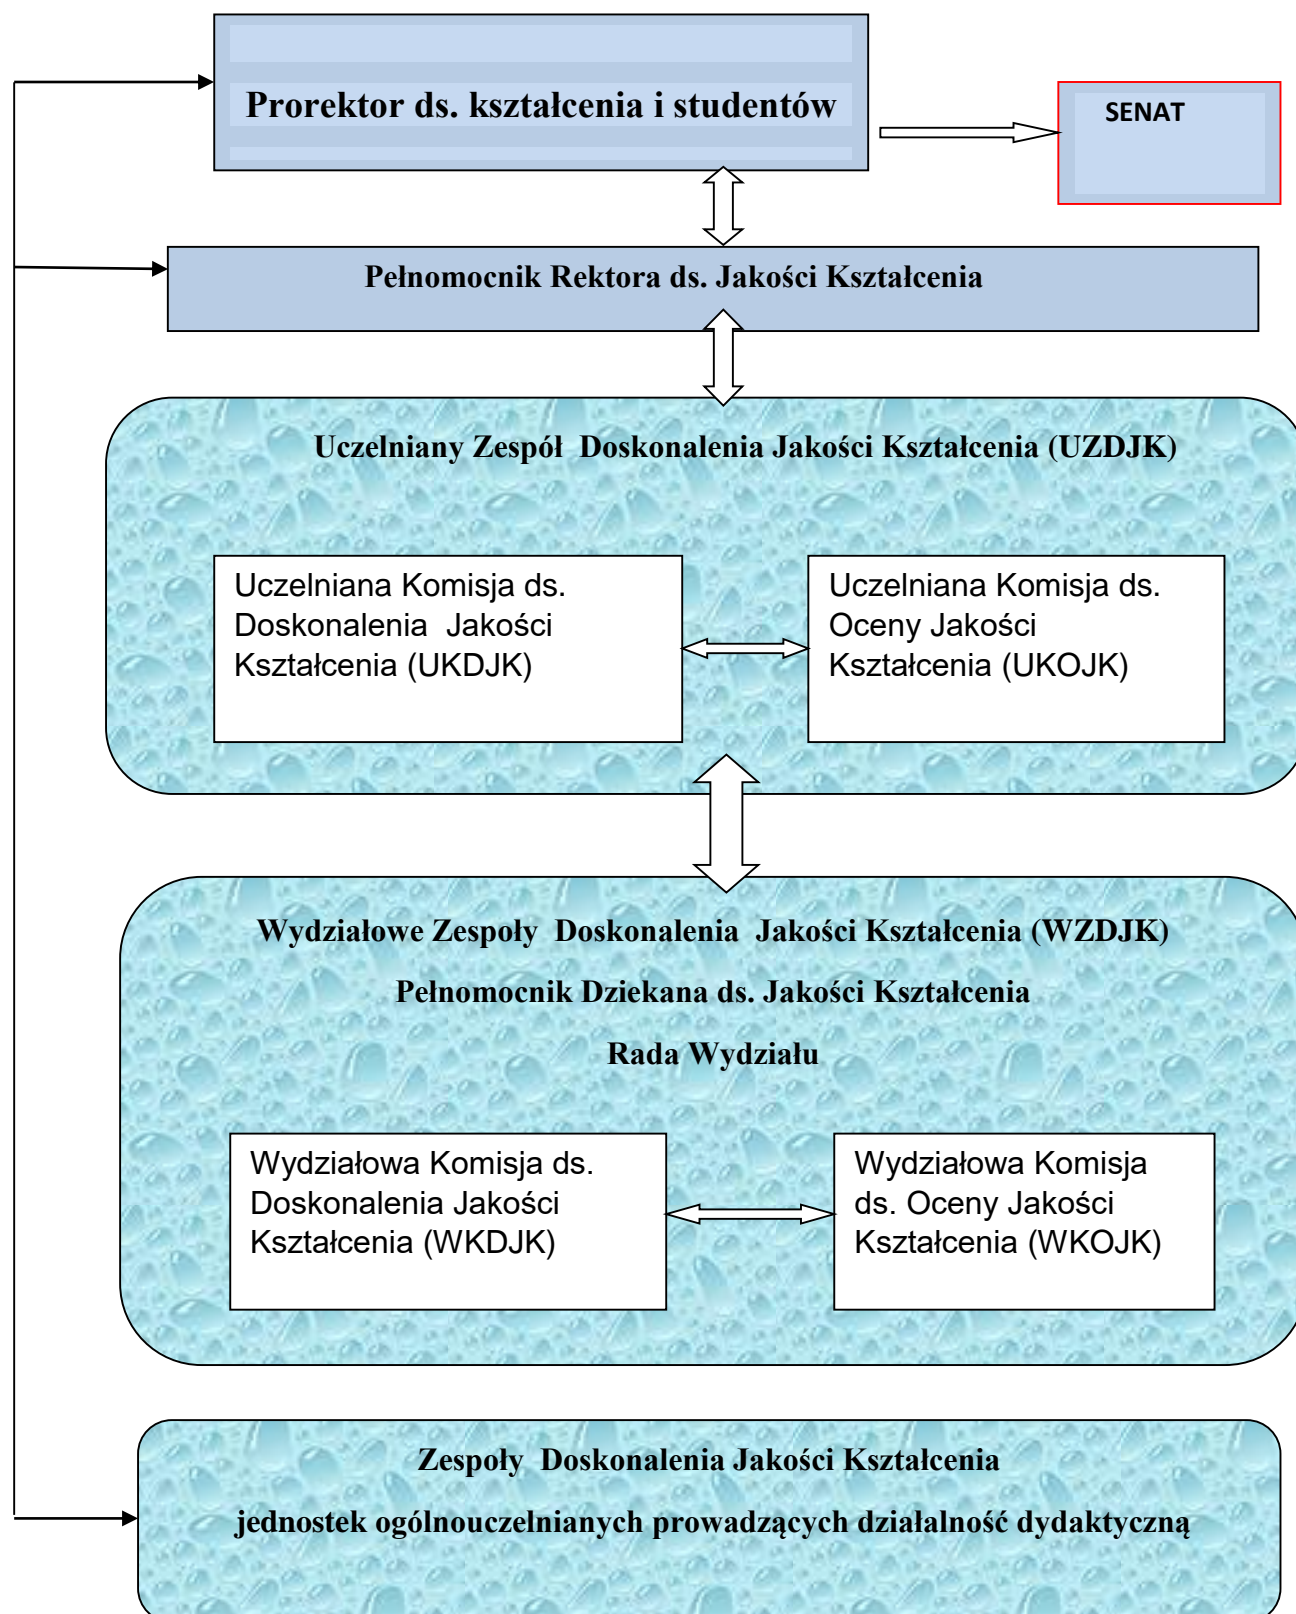 Prorektor ds. kształcenia i studentów
SENAT
Pełnomocnik Rektora ds. Jakości Kształcenia
Uczelniany Zespół Doskonalenia Jakości Kształcenia (UZDJK)
Uczelniana Komisja ds.
Doskonalenia Jakości
Kształcenia (UKDJK)
Uczelniana Komisja ds.
Oceny Jakości
Kształcenia (UKOJK)
Wydziałowe Zespoły Doskonalenia Jakości Kształcenia (WZDJK)
Pełnomocnik Dziekana ds. Jakości Kształcenia
Rada Wydziału
Wydziałowa Komisja ds.
Doskonalenia Jakości
Kształcenia (WKDJK)
Wydziałowa Komisja
ds. Oceny Jakości
Kształcenia (WKOJK)
Zespoły Doskonalenia Jakości Kształcenia
jednostek ogólnouczelnianych prowadzących działalność dydaktyczną